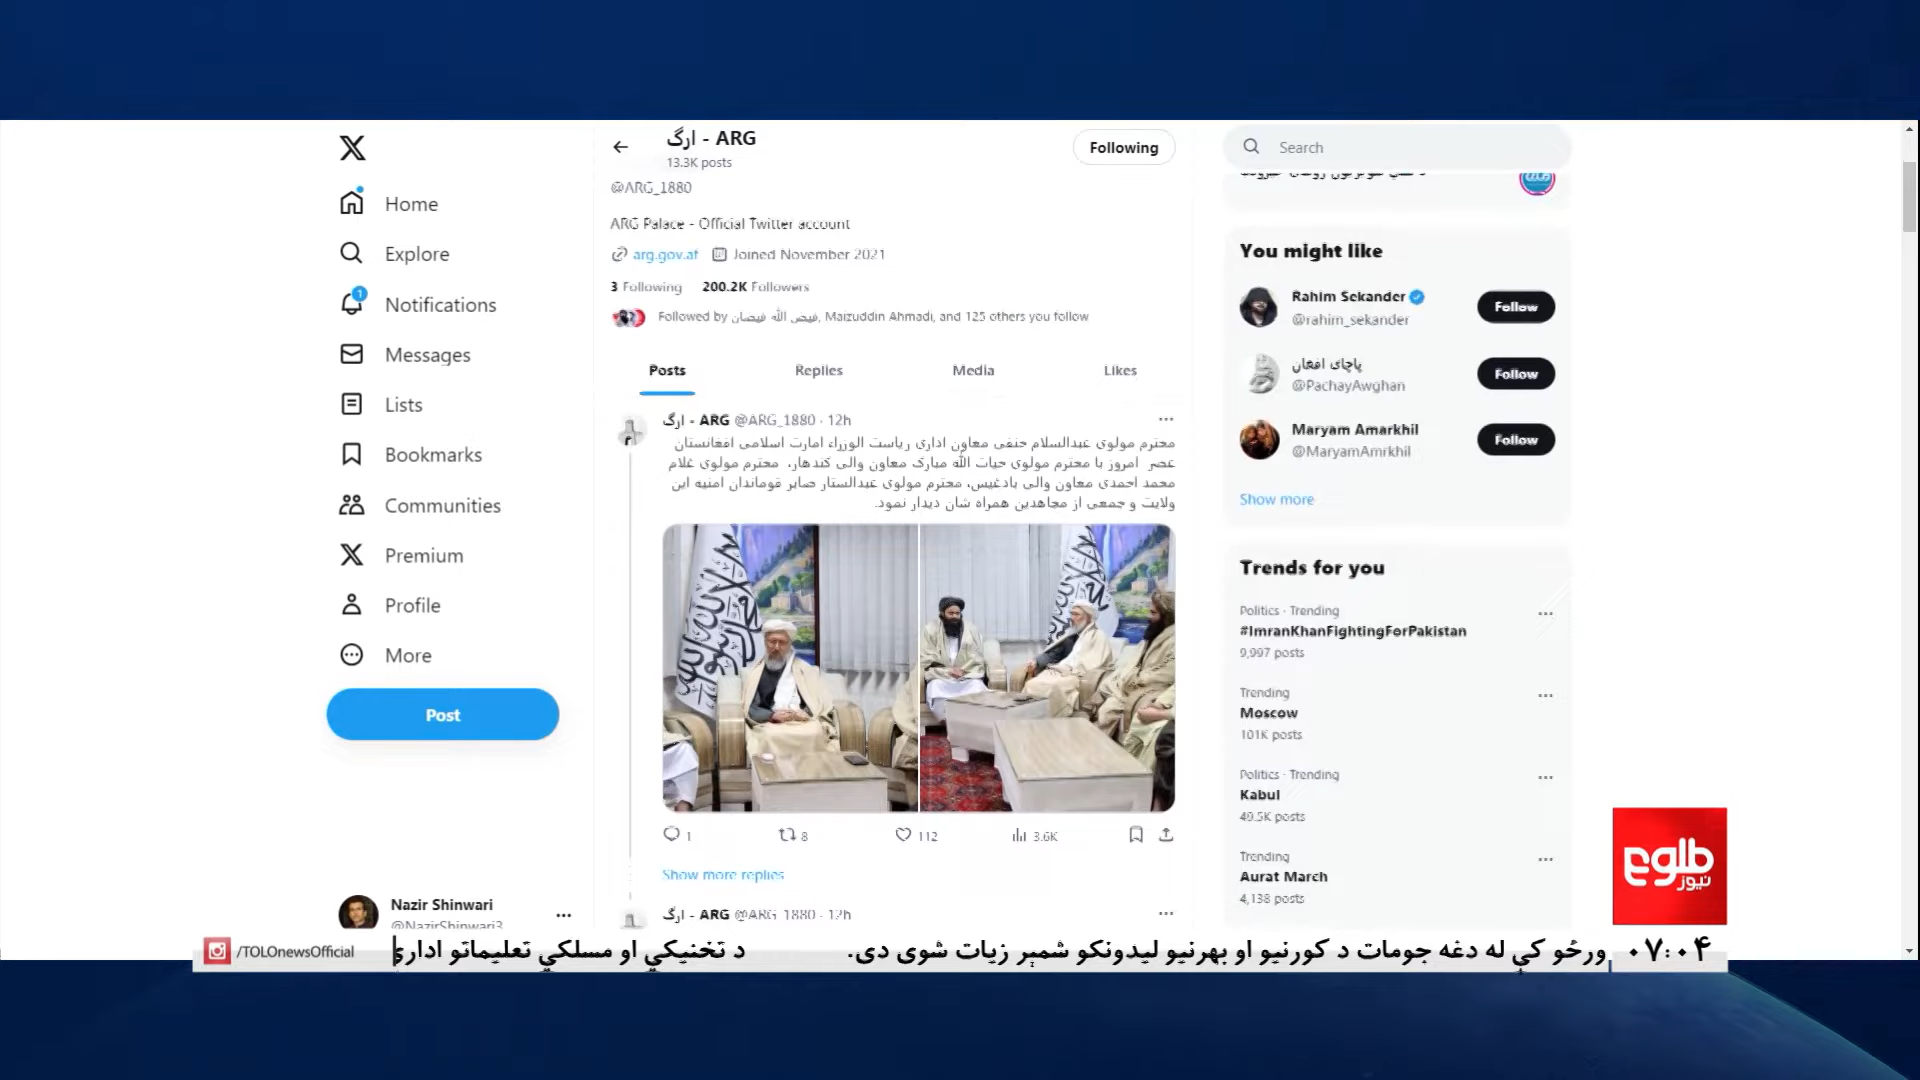 Home
Explore
1
Notifications
Messages
Lists
Bookmarks
Communities
Premium
Profile
More
Post
Nazir Shinwari
@NazirShinwari3
ارگ - ARG
13.3K posts
Following
@ARG_1880
ARG Palace - Official Twitter account
arg.gov.af Joined November 2021
3 Following 200.2K Followers
Followed by فیض الله فیضان, Maizuddin Ahmadi, and 125 others you follow
Posts Replies Media Likes
ارگ - ARG @ARG_1880 · 12h
محترم مولوی عبدالسلام حنفی معاون اداری ریاست الوزراء امارت اسلامی افغانستان
عصر امروز با محترم مولوی حیات الله مبارک معاون والی کندهار، محترم مولوی غلام
محمد احمدی معاون والی بادغیس، محترم مولوی عبدالستار صابر قوماندان امنیه این
ولایت و جمعی از مجاهدین همراه شان دیدار نمود.
1 8 112 3.6K
Show more replies
ارگ - ARG @ARG_1880 · 12h
Search
You might like
Rahim Sekander
@rahim_sekander
Follow
پاچای افغان
@PachayAwghan
Follow
Maryam Amarkhil
@MaryamAmrkhil
Follow
Show more
Trends for you
Politics · Trending
#ImranKhanFightingForPakistan
9,997 posts
Trending
Moscow
101K posts
Politics · Trending
Kabul
49.5K posts
Trending
Aurat March
4,138 posts
طلوع
نیوز
/TOLOnewsOfficial
ورځو کې له دغه جومات د کورنیو او بهرنیو لیدونکو شمېر زیات شوی دی.
د تخنیکي او مسلکي تعلیماتو ادارې
۰۷:۰۴